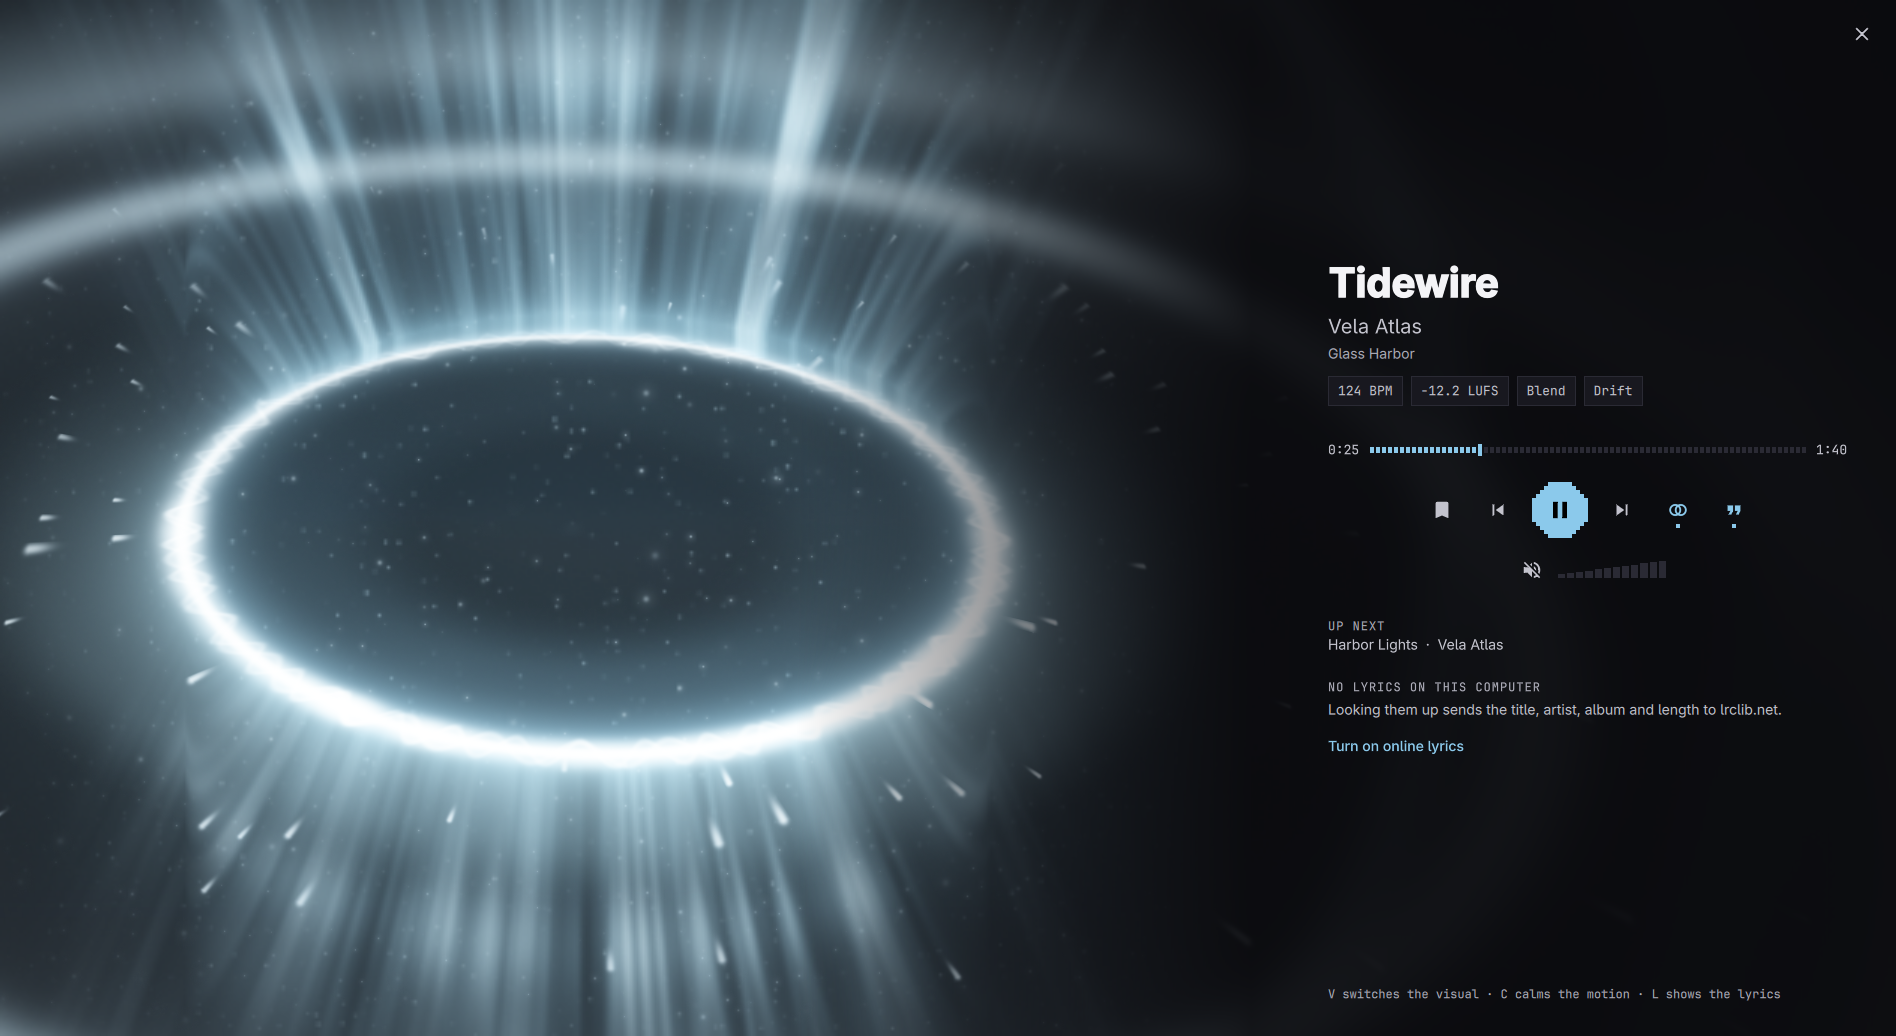 Tidewire
Vela Atlas
Glass Harbor
124 BPM -12.2 LUFS Blend Drift
0:25 1:40
UP NEXT
Harbor Lights · Vela Atlas
NO LYRICS ON THIS COMPUTER
Looking them up sends the title, artist, album and length to lrclib.net.
Turn on online lyrics
V switches the visual · C calms the motion · L shows the lyrics